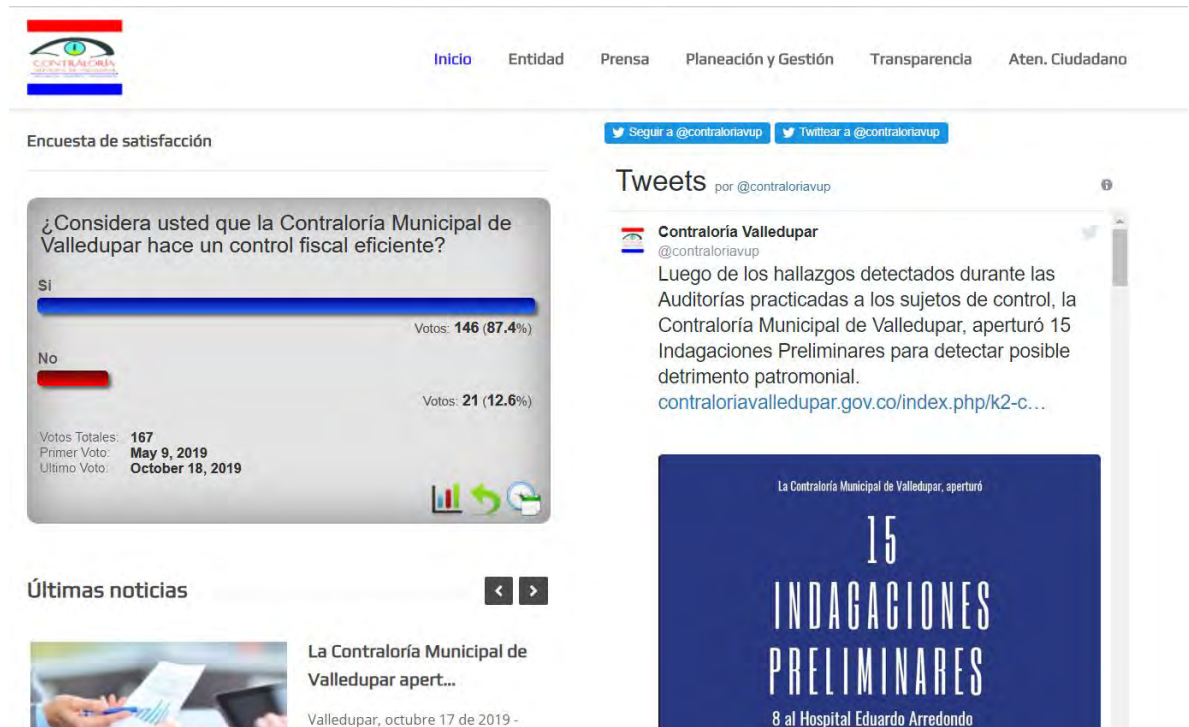 CONTRALORÍA
Inicio Entidad Prensa Planeación y Gestión Transparencia Aten. Ciudadano
Encuesta de satisfacción
¿Considera usted que la Contraloría Municipal de
Valledupar hace un control fiscal eficiente?
Si
Votos: 146 (87.4%)
No
Votos: 21 (12.6%)
Votos Totales: 167
Primer Voto: May 9, 2019
Ultimo Voto: October 18, 2019
Últimas noticias
La Contraloría Municipal de
Valledupar apert...
Valledupar, octubre 17 de 2019 -
Seguir a @contraloriavup Twittear a @contraloriavup
Tweets por @contraloriavup
Contraloría Valledupar
@contraloriavup
Luego de los hallazgos detectados durante las
Auditorías practicadas a los sujetos de control, la
Contraloría Municipal de Valledupar, aperturó 15
Indagaciones Preliminares para detectar posible
detrimento patromonial.
contraloriavalledupar.gov.co/index.php/k2-c…
La Contraloría Municipal de Valledupar, aperturó
15
INDAGACIONES
PRELIMINARES
8 al Hospital Eduardo Arredondo